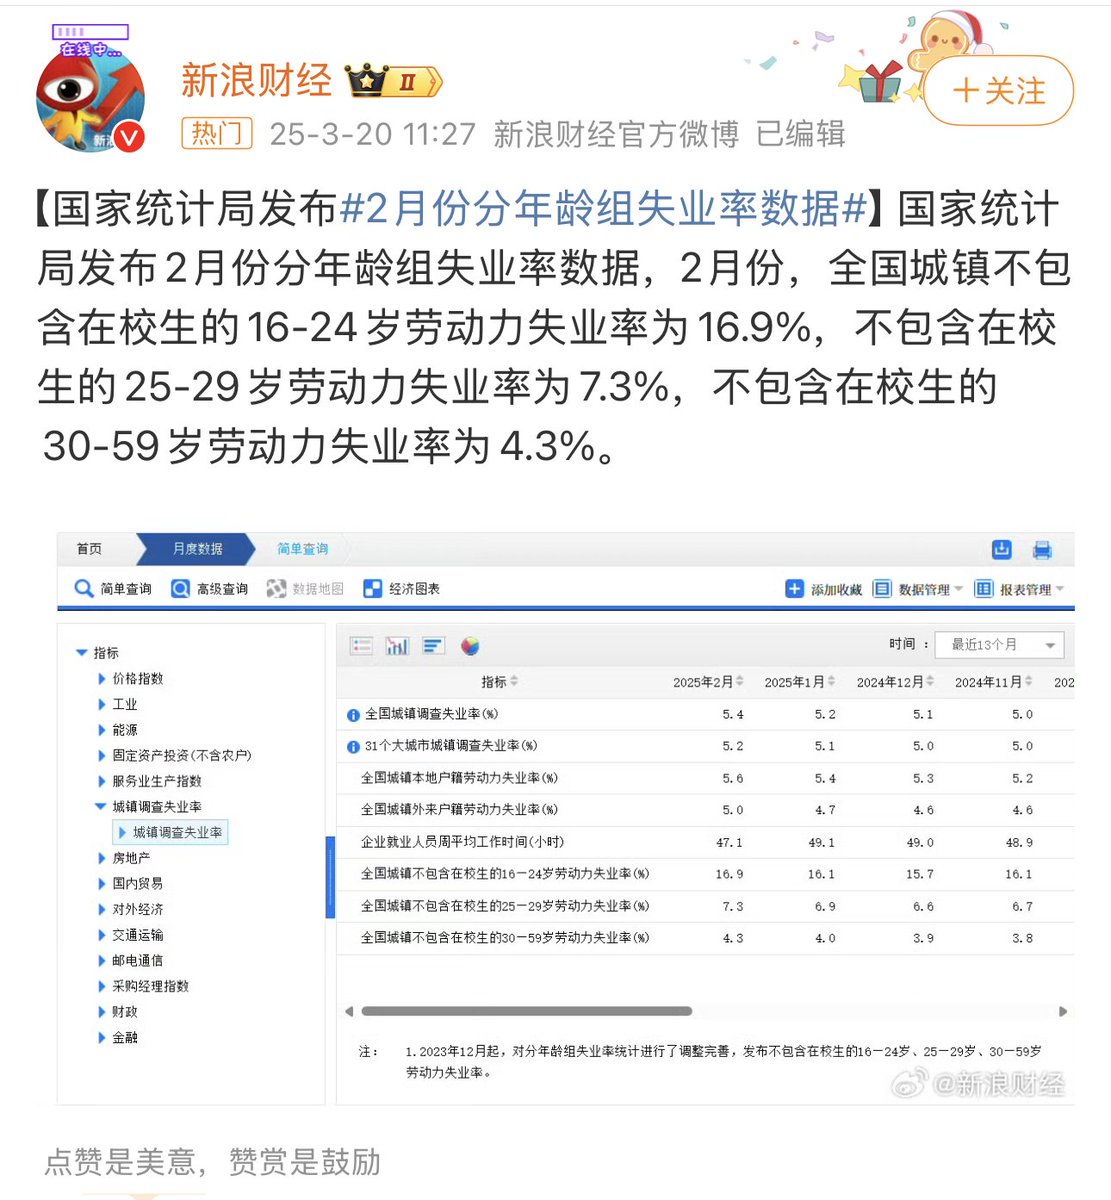 在线中...
新浪财经 II
+关注
热门 25-3-20 11:27 新浪财经官方微博 已编辑
【国家统计局发布#2月份分年龄组失业率数据#】国家统计
局发布2月份分年龄组失业率数据，2月份，全国城镇不包
含在校生的16-24岁劳动力失业率为16.9%，不包含在校
生的25-29岁劳动力失业率为7.3%，不包含在校生的
30-59岁劳动力失业率为4.3%。
首页 月度数据 简单查询
简单查询 高级查询 数据地图 经济图表 添加收藏 数据管理 报表管理
指标
价格指数
工业
能源
固定资产投资(不含农户)
服务业生产指数
城镇调查失业率
城镇调查失业率
房地产
国内贸易
对外经济
交通运输
邮电通信
采购经理指数
财政
金融
时间： 最近13个月
指标 2025年2月 2025年1月 2024年12月 2024年11月 202
全国城镇调查失业率(%) 5.4 5.2 5.1 5.0
31个大城市城镇调查失业率(%) 5.2 5.1 5.0 5.0
全国城镇本地户籍劳动力失业率(%) 5.6 5.4 5.3 5.2
全国城镇外来户籍劳动力失业率(%) 5.0 4.7 4.6 4.6
企业就业人员周平均工作时间(小时) 47.1 49.1 49.0 48.9
全国城镇不包含在校生的16—24岁劳动力失业率(%) 16.9 16.1 15.7 16.1
全国城镇不包含在校生的25—29岁劳动力失业率(%) 7.3 6.9 6.6 6.7
全国城镇不包含在校生的30—59岁劳动力失业率(%) 4.3 4.0 3.9 3.8
注： 1.2023年12月起，对分年龄组失业率统计进行了调整完善，发布不包含在校生的16—24岁、25—29岁、30—59岁
劳动力失业率。
@新浪财经
点赞是美意，赞赏是鼓励